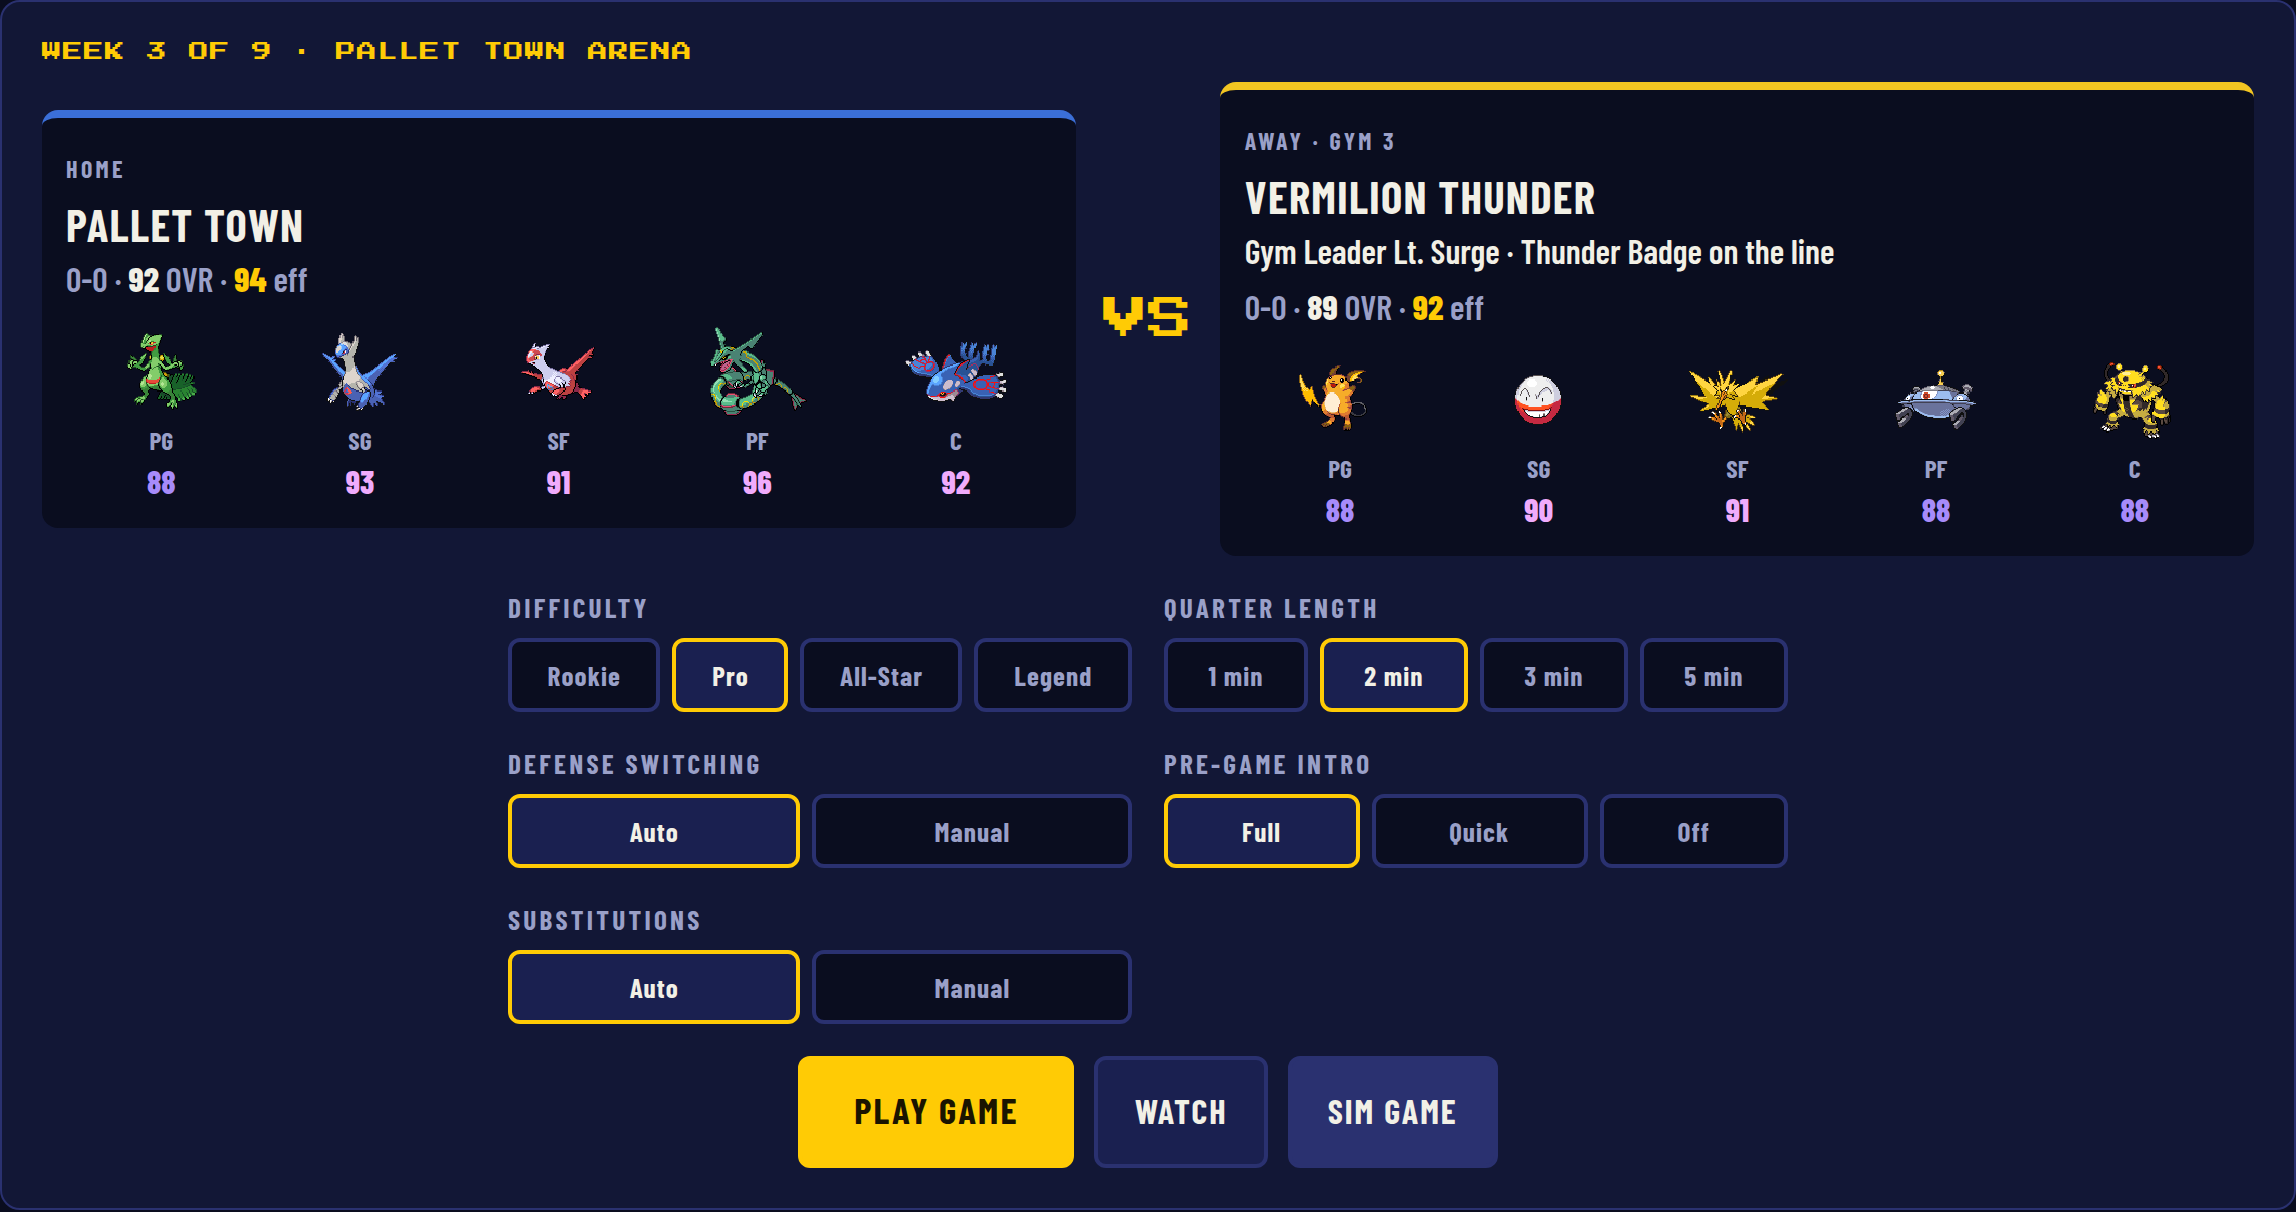 WEEK 3 OF 9 · PALLET TOWN ARENA
HOME
PALLET TOWN
0-0 · 92 OVR · 94 eff
PG SG SF PF C
88 93 91 96 92
VS
AWAY · GYM 3
VERMILION THUNDER
Gym Leader Lt. Surge · Thunder Badge on the line
0-0 · 89 OVR · 92 eff
PG SG SF PF C
88 90 91 88 88
DIFFICULTY
Rookie Pro All-Star Legend
QUARTER LENGTH
1 min 2 min 3 min 5 min
DEFENSE SWITCHING
Auto Manual
PRE-GAME INTRO
Full Quick Off
SUBSTITUTIONS
Auto Manual
PLAY GAME WATCH SIM GAME